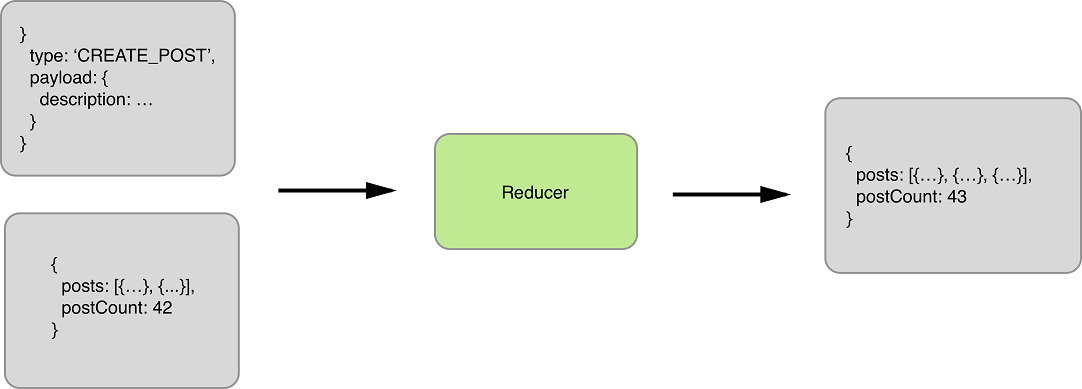 }
type: ‘CREATE_POST’,
payload: {
description: …
}
}
{
posts: [{…}, {...}],
postCount: 42
}
Reducer
{
posts: [{…}, {…}, {…}],
postCount: 43
}